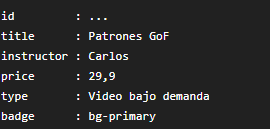 id : ...
title : Patrones GoF
instructor : Carlos
price : 29,9
type : Video bajo demanda
badge : bg-primary